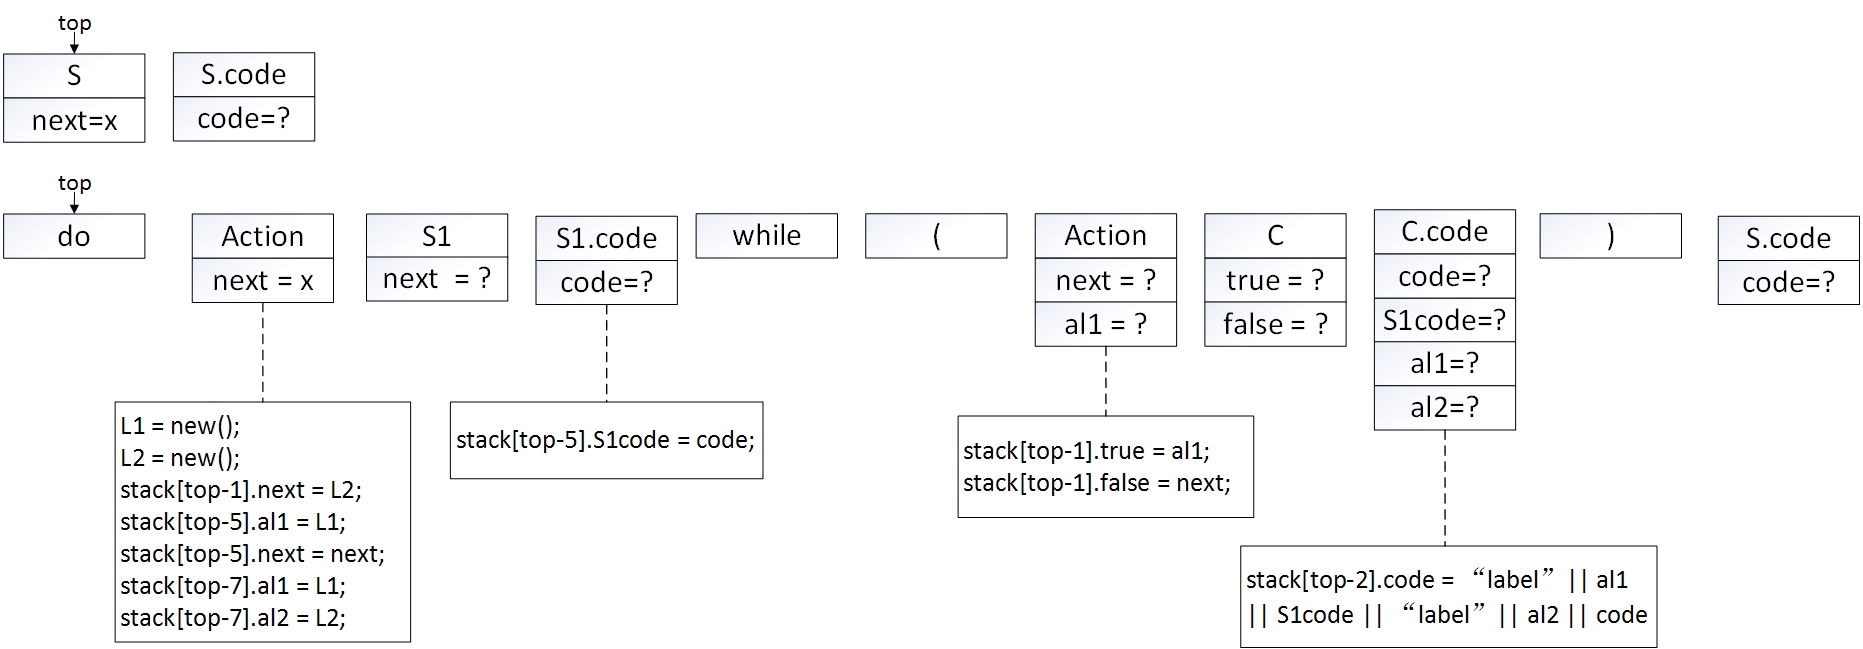 top
S
next=x
S.code
code=?
top
do
Action
next = x
S1
next = ?
S1.code
code=?
while
(
Action
next = ?
al1 = ?
C
true = ?
false = ?
C.code
code=?
S1code=?
al1=?
al2=?
)
S.code
code=?
L1 = new();
L2 = new();
stack[top-1].next = L2;
stack[top-5].al1 = L1;
stack[top-5].next = next;
stack[top-7].al1 = L1;
stack[top-7].al2 = L2;
stack[top-5].S1code = code;
stack[top-1].true = al1;
stack[top-1].false = next;
stack[top-2].code = “label” || al1
|| S1code || “label” || al2 || code